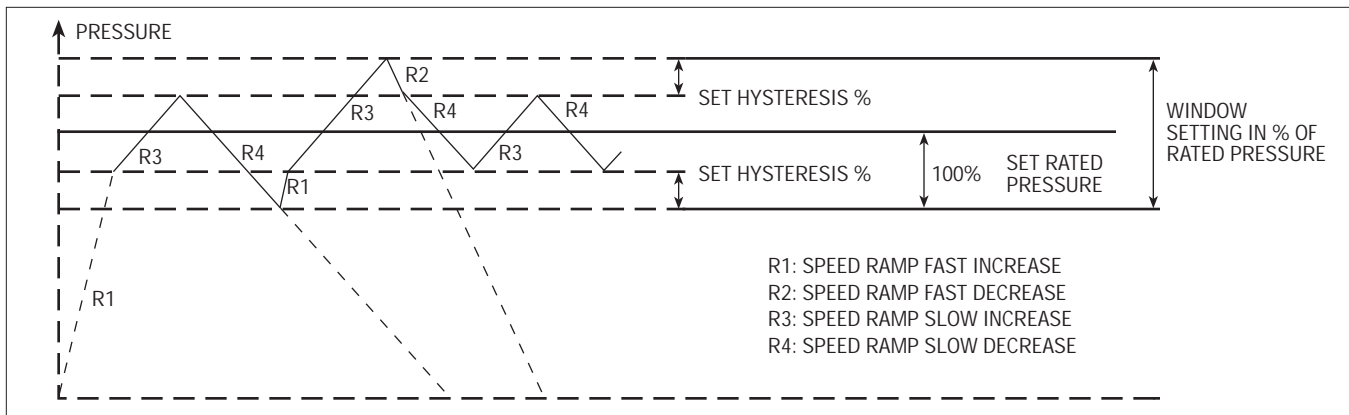 PRESSURE
R2
R4
R4
R3
R3
R4
R3
R1
R1
SET HYSTERESIS %
SET HYSTERESIS %
100%
SET RATED
PRESSURE
WINDOW
SETTING IN % OF
RATED PRESSURE
R1: SPEED RAMP FAST INCREASE
R2: SPEED RAMP FAST DECREASE
R3: SPEED RAMP SLOW INCREASE
R4: SPEED RAMP SLOW DECREASE